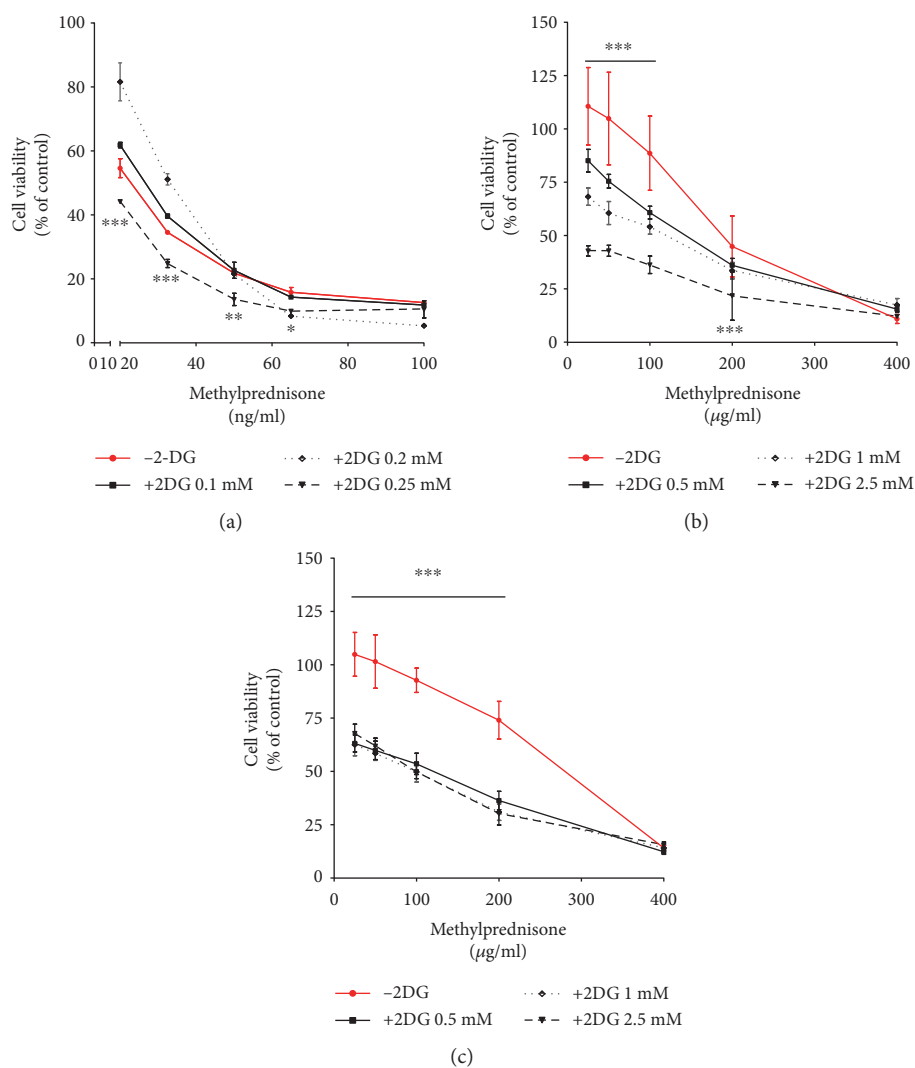 100
80
60
40
20
0
Cell viability
(% of control)
***
***
**
*
0 10 20 40 60 80 100
Methylprednisone
(ng/ml)
–2-DG
+2DG 0.2 mM
+2DG 0.1 mM
+2DG 0.25 mM
(a)
150
125
100
75
50
25
0
Cell viability
(% of control)
***
***
0 100 200 300 400
Methylprednisone
(μg/ml)
–2DG
+2DG 1 mM
+2DG 0.5 mM
+2DG 2.5 mM
(b)
150
125
100
75
50
25
0
Cell viability
(% of control)
***
0 100 200 300 400
Methylprednisone
(μg/ml)
–2DG
+2DG 1 mM
+2DG 0.5 mM
+2DG 2.5 mM
(c)